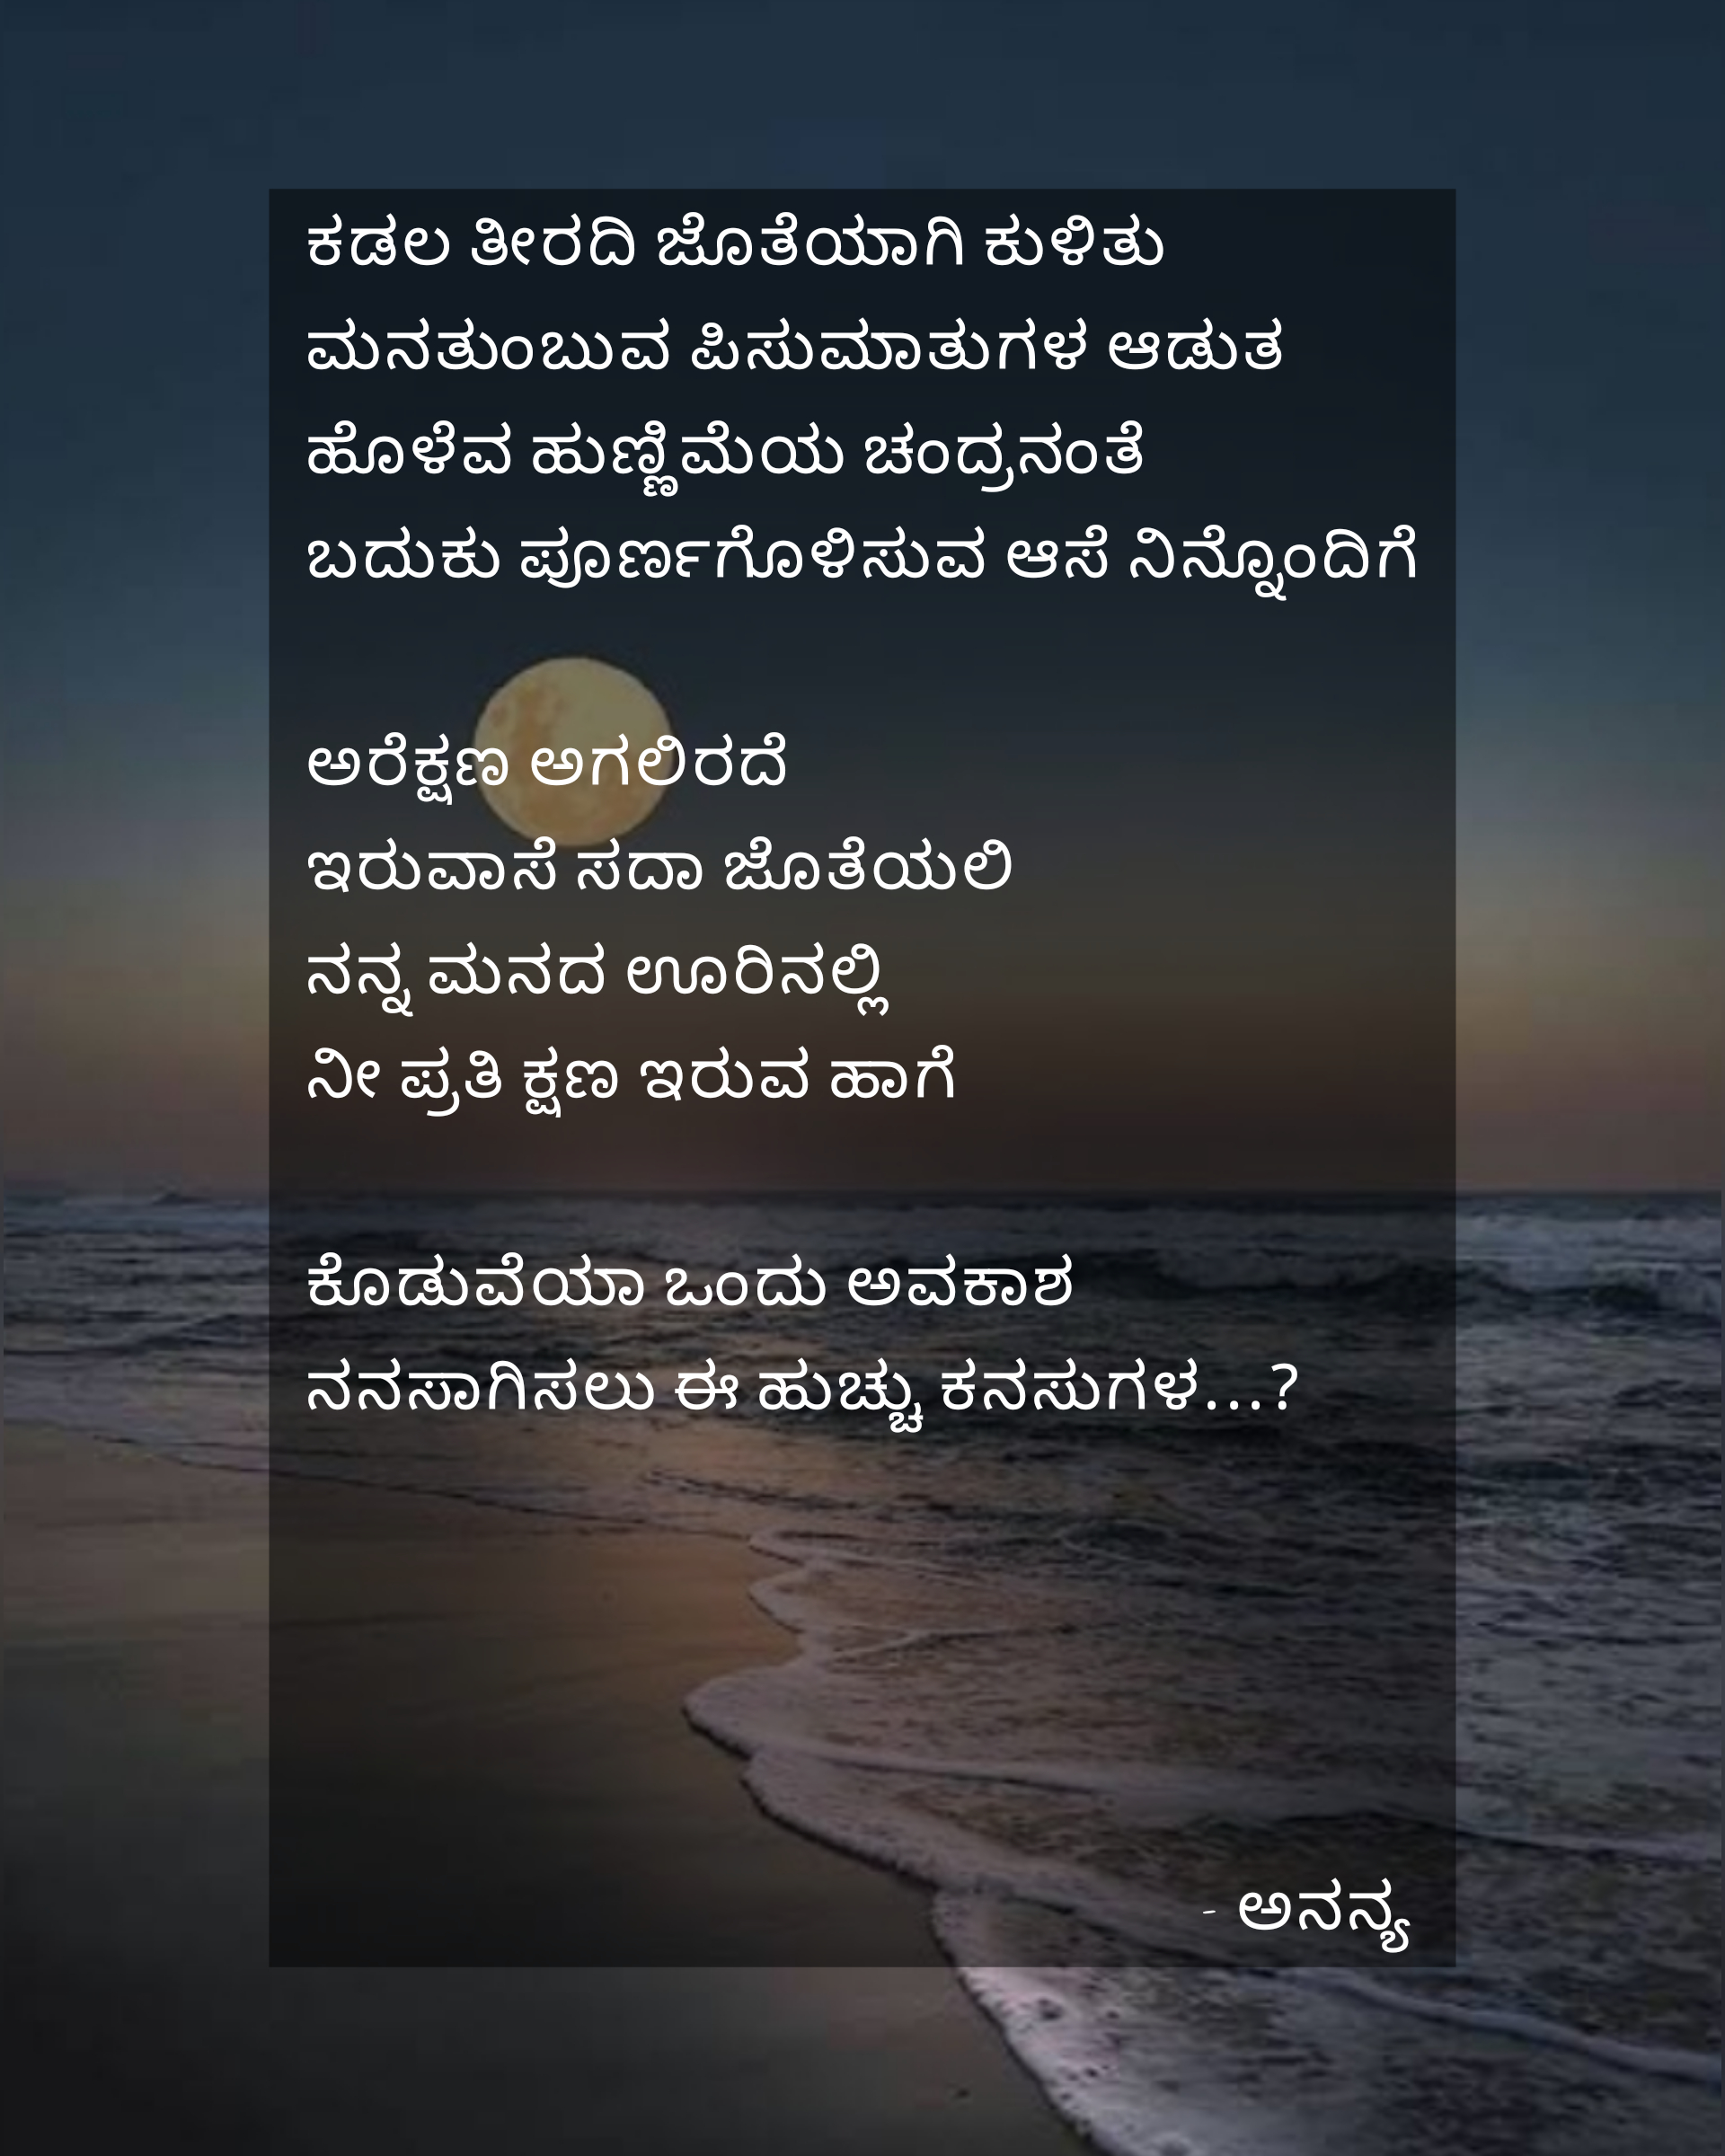 ಕಡಲ ತೀರದಿ ಜೊತೆಯಾಗಿ ಕುಳಿತು
ಮನತುಂಬುವ ಪಿಸುಮಾತುಗಳ ಆಡುತ
ಹೊಳೆವ ಹುಣ್ಣಿಮೆಯ ಚಂದ್ರನಂತೆ
ಬದುಕು ಪೂರ್ಣಗೊಳಿಸುವ ಆಸೆ ನಿನ್ನೊಂದಿಗೆ
ಅರೆಕ್ಷಣ ಅಗಲಿರದೆ
ಇರುವಾಸೆ ಸದಾ ಜೊತೆಯಲಿ
ನನ್ನ ಮನದ ಊರಿನಲ್ಲಿ
ನೀ ಪ್ರತಿ ಕ್ಷಣ ಇರುವ ಹಾಗೆ
ಕೊಡುವೆಯಾ ಒಂದು ಅವಕಾಶ
ನನಸಾಗಿಸಲು ಈ ಹುಚ್ಚು ಕನಸುಗಳ...?
- ಅನನ್ಯ